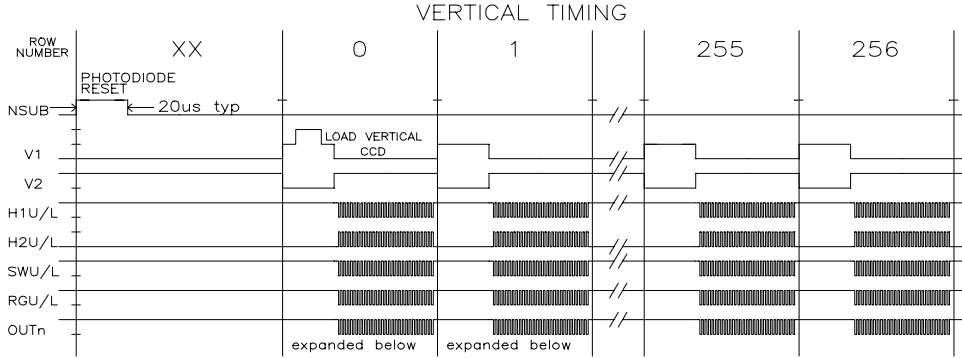 VERTICAL TIMING
ROW NUMBER XX 0 1 255 256
PHOTODIODE
RESET
NSUB 20us typ
LOAD VERTICAL
CCD
V1
V2
H1U/L
H2U/L
SWU/L
RGU/L
OUTn
expanded below expanded below